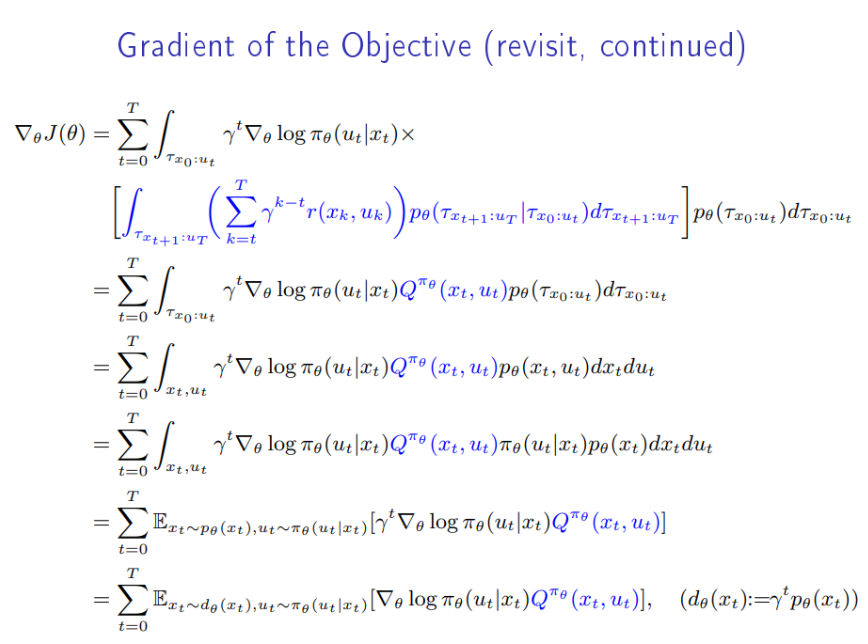 Gradient of the Objective (revisit, continued)
$\nabla_\theta J(\theta) = \sum_{t=0}^{T} \int_{\tau_{x_0:u_t}} \gamma^t \nabla_\theta \log \pi_\theta(u_t|x_t) \times$
$\left[ \int_{\tau_{x_{t+1}:u_T}} \left( \sum_{k=t}^{T} \gamma^{k-t} r(x_k, u_k) \right) p_\theta(\tau_{x_{t+1}:u_T} | \tau_{x_0:u_t}) d\tau_{x_{t+1}:u_T} \right] p_\theta(\tau_{x_0:u_t}) d\tau_{x_0:u_t}$
$= \sum_{t=0}^{T} \int_{\tau_{x_0:u_t}} \gamma^t \nabla_\theta \log \pi_\theta(u_t|x_t) Q^{\pi_\theta}(x_t, u_t) p_\theta(\tau_{x_0:u_t}) d\tau_{x_0:u_t}$
$= \sum_{t=0}^{T} \int_{x_t, u_t} \gamma^t \nabla_\theta \log \pi_\theta(u_t|x_t) Q^{\pi_\theta}(x_t, u_t) p_\theta(x_t, u_t) dx_t du_t$
$= \sum_{t=0}^{T} \int_{x_t, u_t} \gamma^t \nabla_\theta \log \pi_\theta(u_t|x_t) Q^{\pi_\theta}(x_t, u_t) \pi_\theta(u_t|x_t) p_\theta(x_t) dx_t du_t$
$= \sum_{t=0}^{T} \mathbb{E}_{x_t \sim p_\theta(x_t), u_t \sim \pi_\theta(u_t|x_t)} [\gamma^t \nabla_\theta \log \pi_\theta(u_t|x_t) Q^{\pi_\theta}(x_t, u_t)]$
$= \sum_{t=0}^{T} \mathbb{E}_{x_t \sim d_\theta(x_t), u_t \sim \pi_\theta(u_t|x_t)} [\nabla_\theta \log \pi_\theta(u_t|x_t) Q^{\pi_\theta}(x_t, u_t)], \quad (d_\theta(x_t) := \gamma^t p_\theta(x_t))$